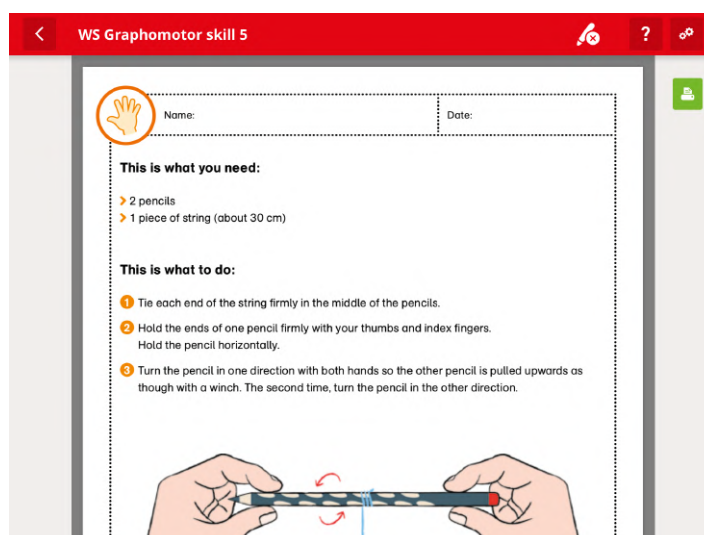 WS Graphomotor skill 5
?
Name:
Date:
This is what you need:
2 pencils
1 piece of string (about 30 cm)
This is what to do:
1 Tie each end of the string firmly in the middle of the pencils.
2 Hold the ends of one pencil firmly with your thumbs and index fingers.
Hold the pencil horizontally.
3 Turn the pencil in one direction with both hands so the other pencil is pulled upwards as
though with a winch. The second time, turn the pencil in the other direction.